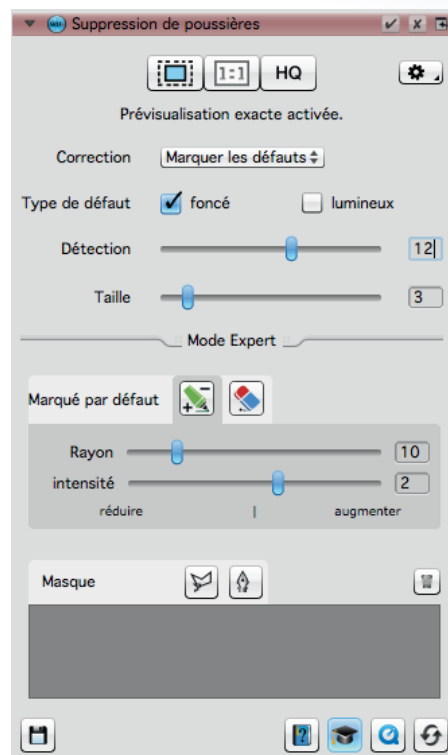 Suppression de poussières
1:1 HQ
Prévisualisation exacte activée.
Correction Marquer les défauts
Type de défaut foncé lumineux
Détection 12
Taille 3
Mode Expert
Marqué par défaut
Rayon 10
intensité 2
réduire | augmenter
Masque